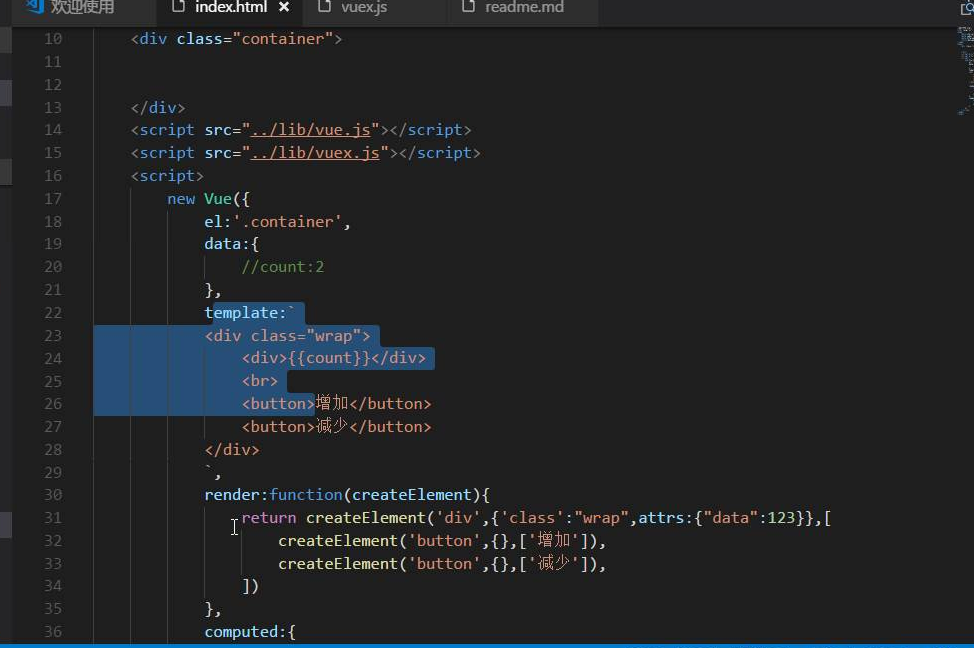 欢迎使用 index.html × vuex.js readme.md
10 <div class="container">
11
12
13 </div>
14 <script src="../lib/vue.js"></script>
15 <script src="../lib/vuex.js"></script>
16 <script>
17 new Vue({
18 el:'.container',
19 data:{
20 //count:2
21 },
22 template:`
23 <div class="wrap">
24 <div>{{count}}</div>
25 <br>
26 <button>增加</button>
27 <button>减少</button>
28 </div>
29 `,
30 render:function(createElement){
31 return createElement('div',{'class':"wrap",attrs:{"data":123}},[
32 createElement('button',{},['增加']),
33 createElement('button',{},['减少']),
34 ])
35 },
36 computed:{